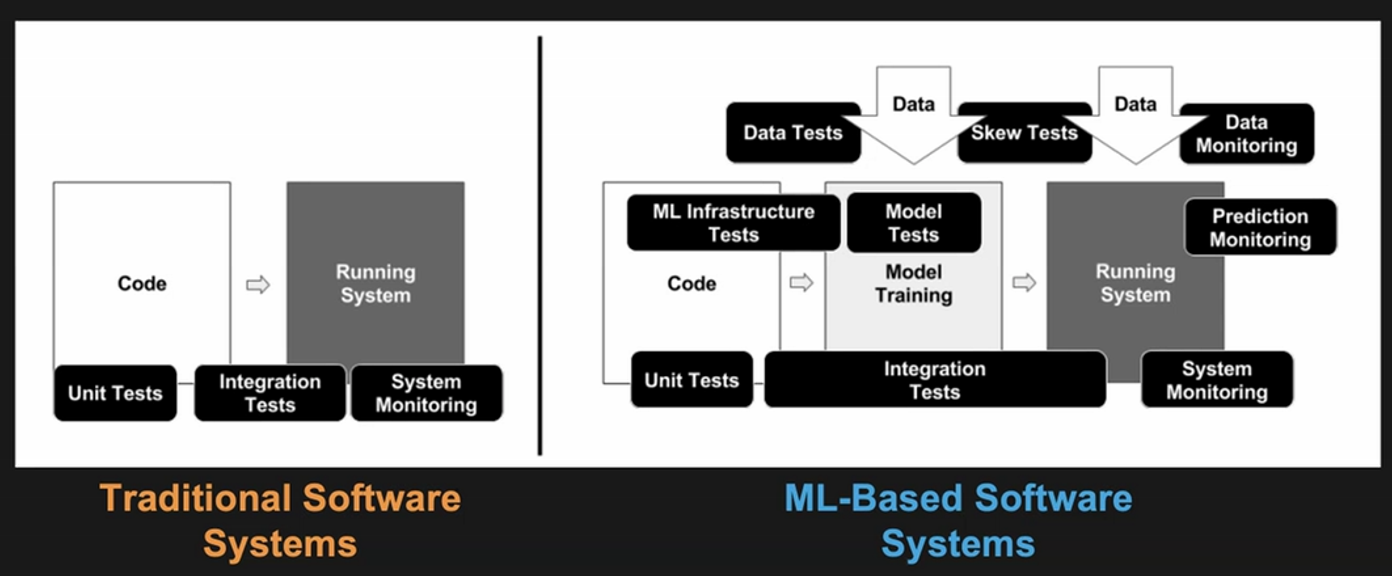 Code
Running
System
Unit Tests
Integration
Tests
System
Monitoring
Traditional Software
Systems
Data
Data
Data Tests
Skew Tests
Data
Monitoring
ML Infrastructure
Tests
Model
Tests
Prediction
Monitoring
Code
Model
Training
Running
System
Unit Tests
Integration
Tests
System
Monitoring
ML-Based Software
Systems